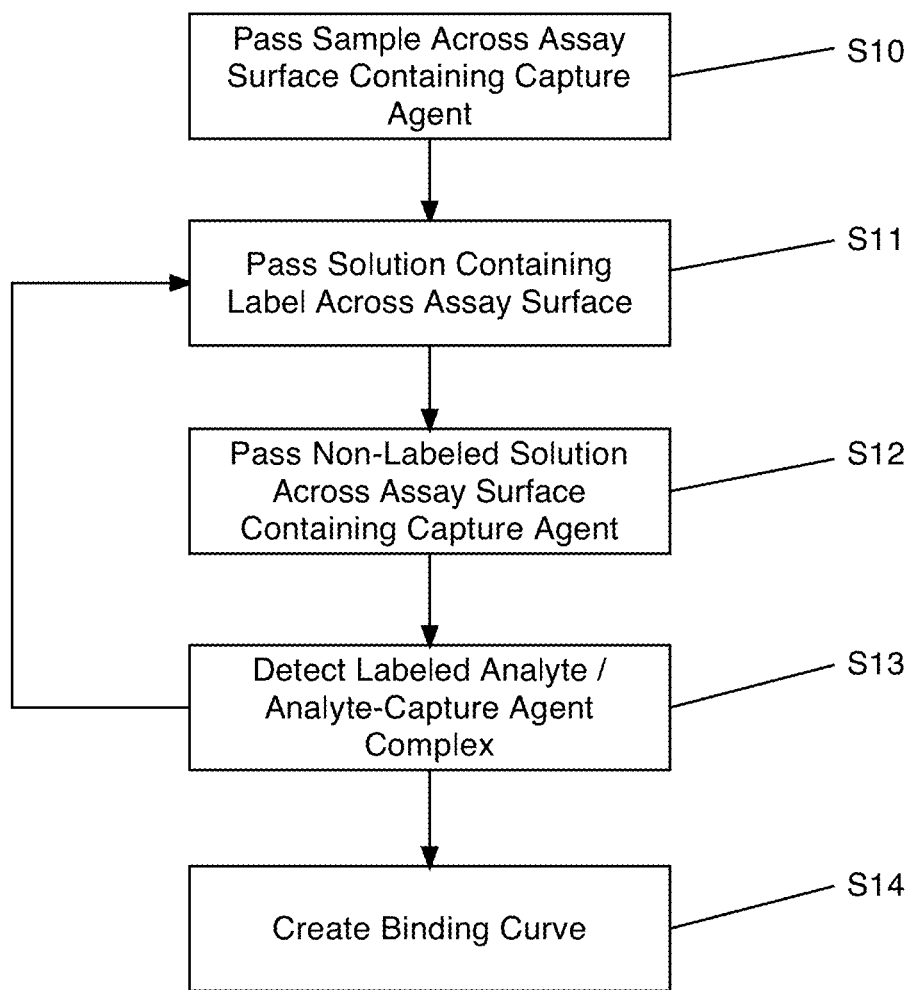 Pass Sample Across Assay
Surface Containing Capture
Agent
S10
Pass Solution Containing
Label Across Assay Surface
S11
Pass Non-Labeled Solution
Across Assay Surface
Containing Capture Agent
S12
Detect Labeled Analyte /
Analyte-Capture Agent
Complex
S13
Create Binding Curve
S14